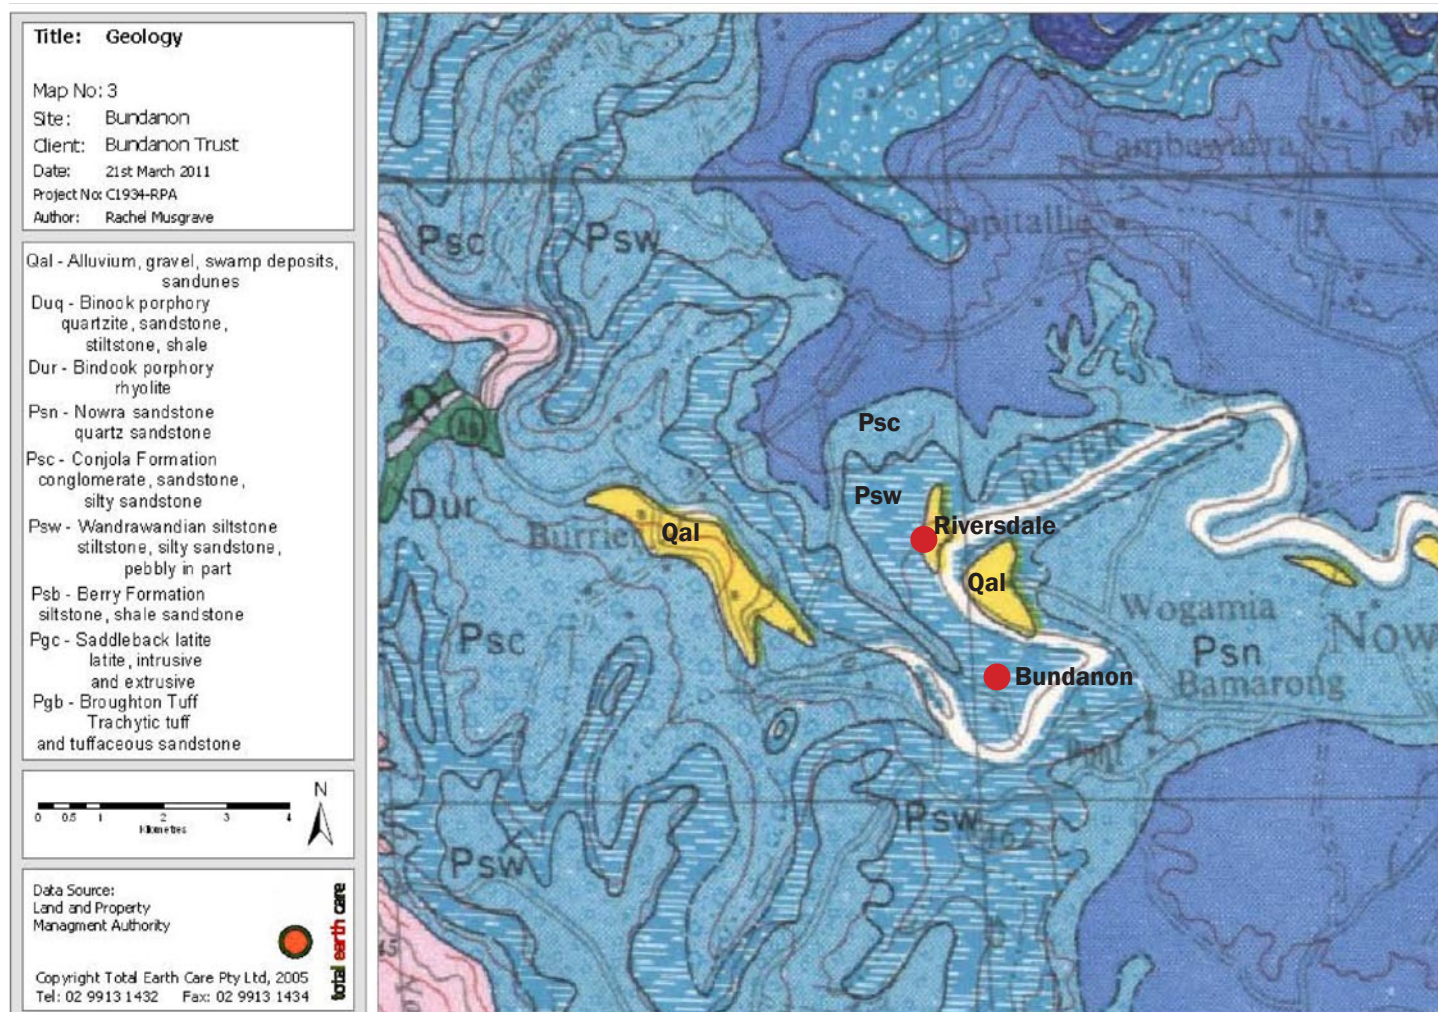 Title: Geology
Map No: 3
Site: Bundanon
Client: Bundanon Trust
Date: 21st March 2011
Project No: C1934-RPA
Author: Rachel Musgrave
Qal - Alluvium, gravel, swamp deposits,
sandunes
Duq - Binook porphory
quartzite, sandstone,
stiltstone, shale
Dur - Bindook porphory
rhyolite
Psn - Nowra sandstone
quartz sandstone
Psc - Conjola Formation
conglomerate, sandstone,
silty sandstone
Psw - Wandrawandian siltstone
stiltstone, silty sandstone,
pebbly in part
Psb - Berry Formation
siltstone, shale sandstone
Pgc - Saddleback latite
latite, intrusive
and extrusive
Pgb - Broughton Tuff
Trachytic tuff
and tuffaceous sandstone
N
0 0.5 1 2 3 4
Kilometres
Data Source:
Land and Property
Managment Authority
total earth care
Copyright Total Earth Care Pty Ltd, 2005
Tel: 02 9913 1432 Fax: 02 9913 1434
Cambewarra
Tapitallie
Psc
Psw
Psc
RIVER
Psw
Dur
Burrier
Qal
Riversdale
Qal
Wogamia
Now
Psc
Psn
Bundanon
Bamarong
Psw
Psw
45